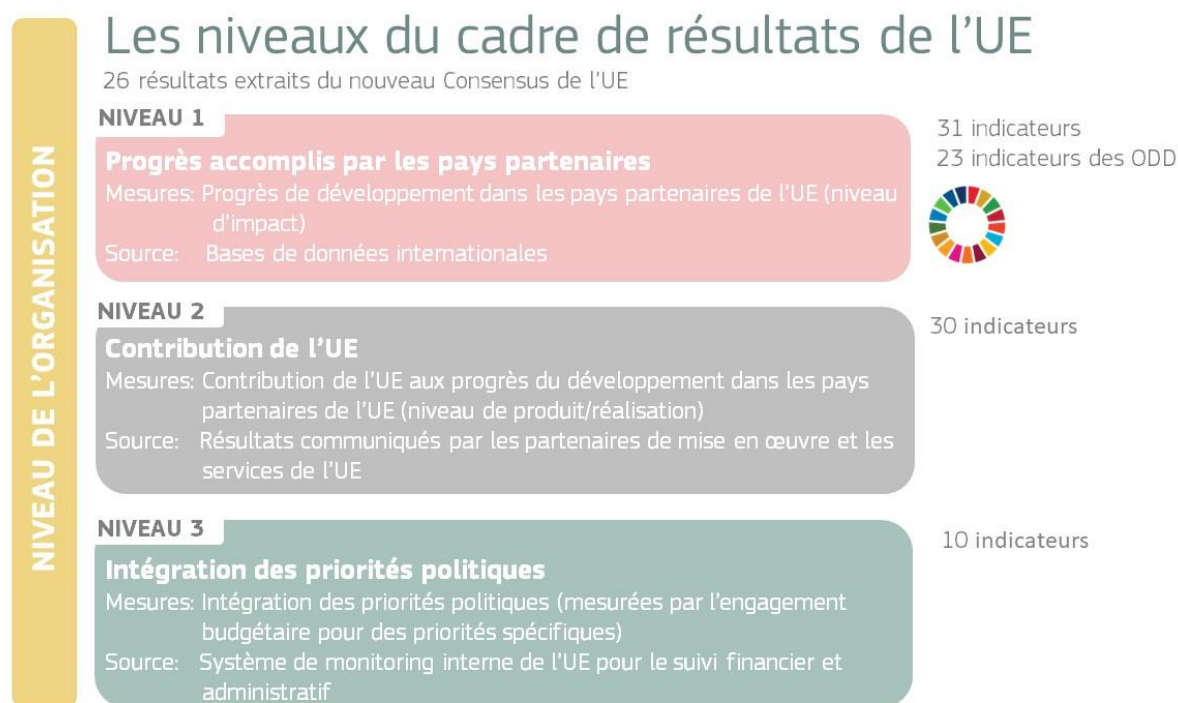 Les niveaux du cadre de résultats de l'UE
26 résultats extraits du nouveau Consensus de l'UE
NIVEAU DE L'ORGANISATION
NIVEAU 1
Progrès accomplis par les pays partenaires
Mesures: Progrès de développement dans les pays partenaires de l'UE (niveau
d'impact)
Source: Bases de données internationales
31 indicateurs
23 indicateurs des ODD
NIVEAU 2
Contribution de l'UE
Mesures: Contribution de l'UE aux progrès du développement dans les pays
partenaires de l'UE (niveau de produit/réalisation)
Source: Résultats communiqués par les partenaires de mise en œuvre et les
services de l'UE
30 indicateurs
NIVEAU 3
Intégration des priorités politiques
Mesures: Intégration des priorités politiques (mesurées par l'engagement
budgétaire pour des priorités spécifiques)
Source: Système de monitoring interne de l'UE pour le suivi financier et
administratif
10 indicateurs